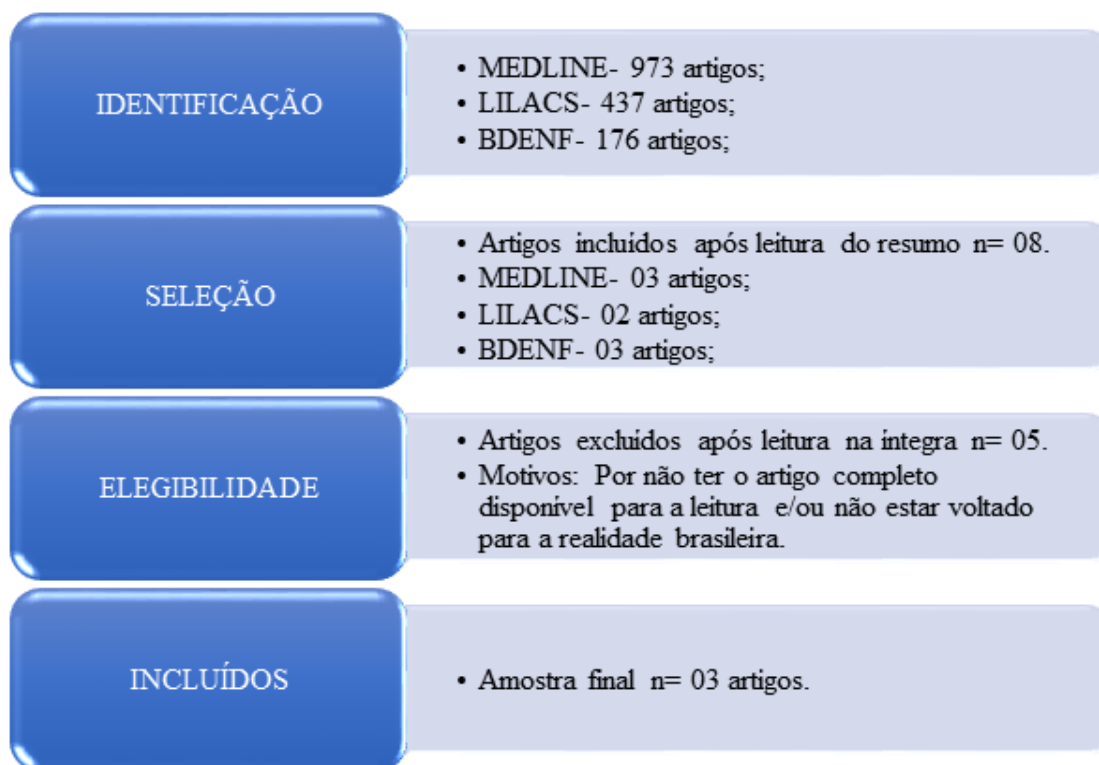 IDENTIFICAÇÃO
• MEDLINE- 973 artigos;
• LILACS- 437 artigos;
• BDENF- 176 artigos;
SELEÇÃO
• Artigos incluídos após leitura do resumo n= 08.
• MEDLINE- 03 artigos;
• LILACS- 02 artigos;
• BDENF- 03 artigos;
ELEGIBILIDADE
• Artigos excluídos após leitura na íntegra n= 05.
• Motivos: Por não ter o artigo completo
disponível para a leitura e/ou não estar voltado
para a realidade brasileira.
INCLUÍDOS
• Amostra final n= 03 artigos.